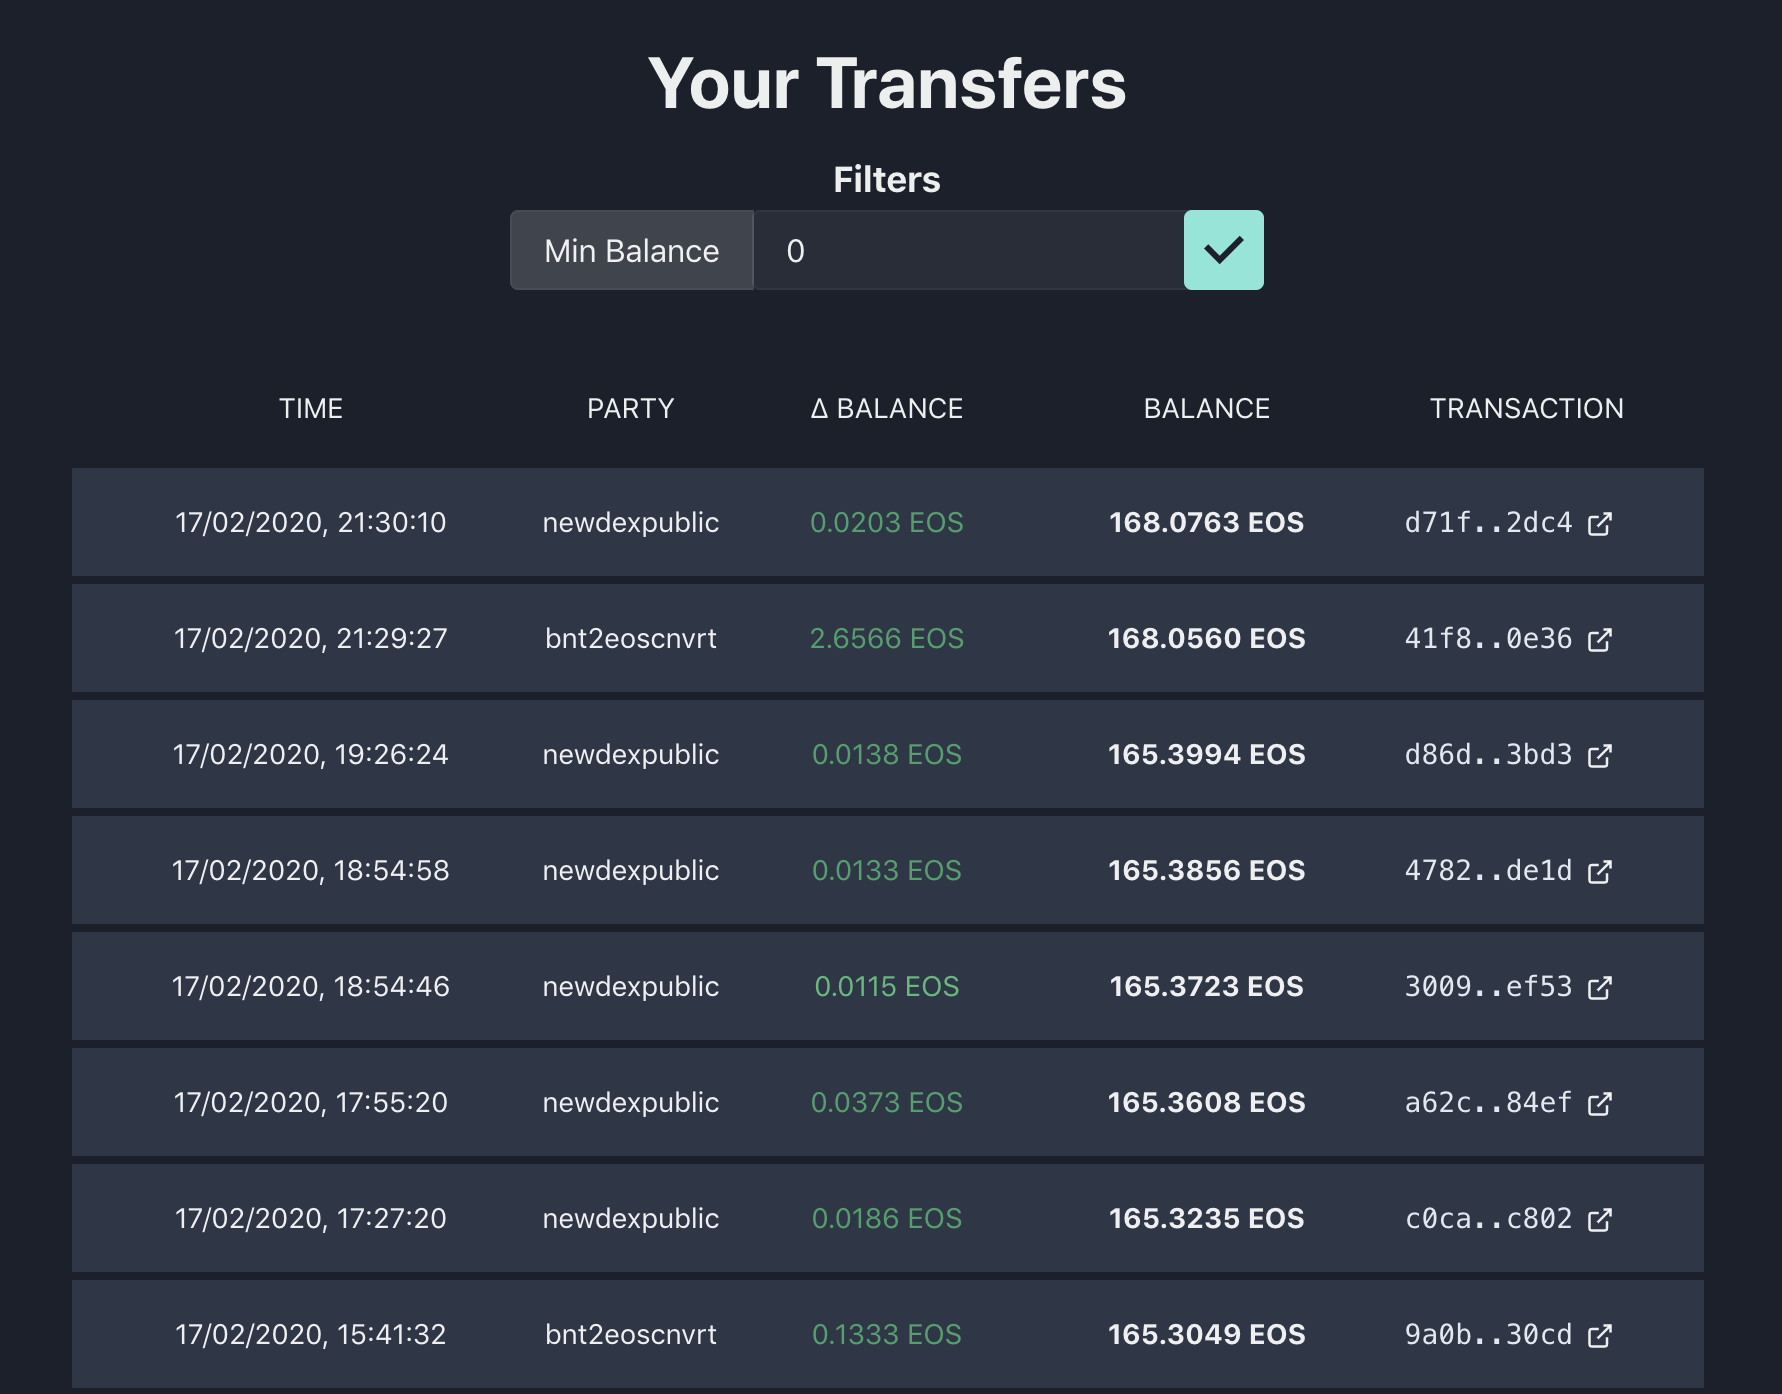 Your Transfers
Filters
Min Balance 0
TIME PARTY Δ BALANCE BALANCE TRANSACTION
17/02/2020, 21:30:10 newdexpublic 0.0203 EOS 168.0763 EOS d71f..2dc4
17/02/2020, 21:29:27 bnt2eoscnvrt 2.6566 EOS 168.0560 EOS 41f8..0e36
17/02/2020, 19:26:24 newdexpublic 0.0138 EOS 165.3994 EOS d86d..3bd3
17/02/2020, 18:54:58 newdexpublic 0.0133 EOS 165.3856 EOS 4782..de1d
17/02/2020, 18:54:46 newdexpublic 0.0115 EOS 165.3723 EOS 3009..ef53
17/02/2020, 17:55:20 newdexpublic 0.0373 EOS 165.3608 EOS a62c..84ef
17/02/2020, 17:27:20 newdexpublic 0.0186 EOS 165.3235 EOS c0ca..c802
17/02/2020, 15:41:32 bnt2eoscnvrt 0.1333 EOS 165.3049 EOS 9a0b..30cd